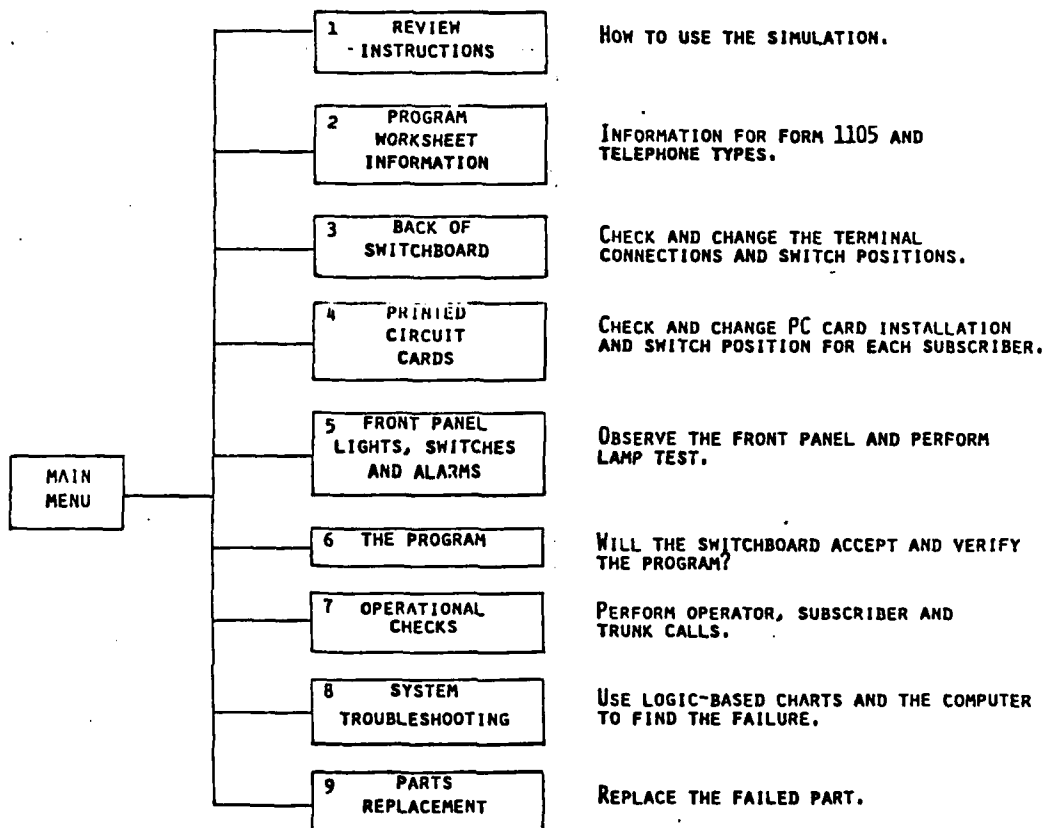 1 REVIEW
INSTRUCTIONS
HOW TO USE THE SIMULATION.
2 PROGRAM
WORKSHEET
INFORMATION
INFORMATION FOR FORM 1105 AND
TELEPHONE TYPES.
3 BACK OF
SWITCHBOARD
CHECK AND CHANGE THE TERMINAL
CONNECTIONS AND SWITCH POSITIONS.
4 PRINTED
CIRCUIT
CARDS
CHECK AND CHANGE PC CARD INSTALLATION
AND SWITCH POSITION FOR EACH SUBSCRIBER.
5 FRONT PANEL
LIGHTS, SWITCHES
AND ALARMS
OBSERVE THE FRONT PANEL AND PERFORM
LAMP TEST.
MAIN
MENU
6 THE PROGRAM
WILL THE SWITCHBOARD ACCEPT AND VERIFY
THE PROGRAM?
7 OPERATIONAL
CHECKS
PERFORM OPERATOR, SUBSCRIBER AND
TRUNK CALLS.
8 SYSTEM
TROUBLESHOOTING
USE LOGIC-BASED CHARTS AND THE COMPUTER
TO FIND THE FAILURE.
9 PARTS
REPLACEMENT
REPLACE THE FAILED PART.